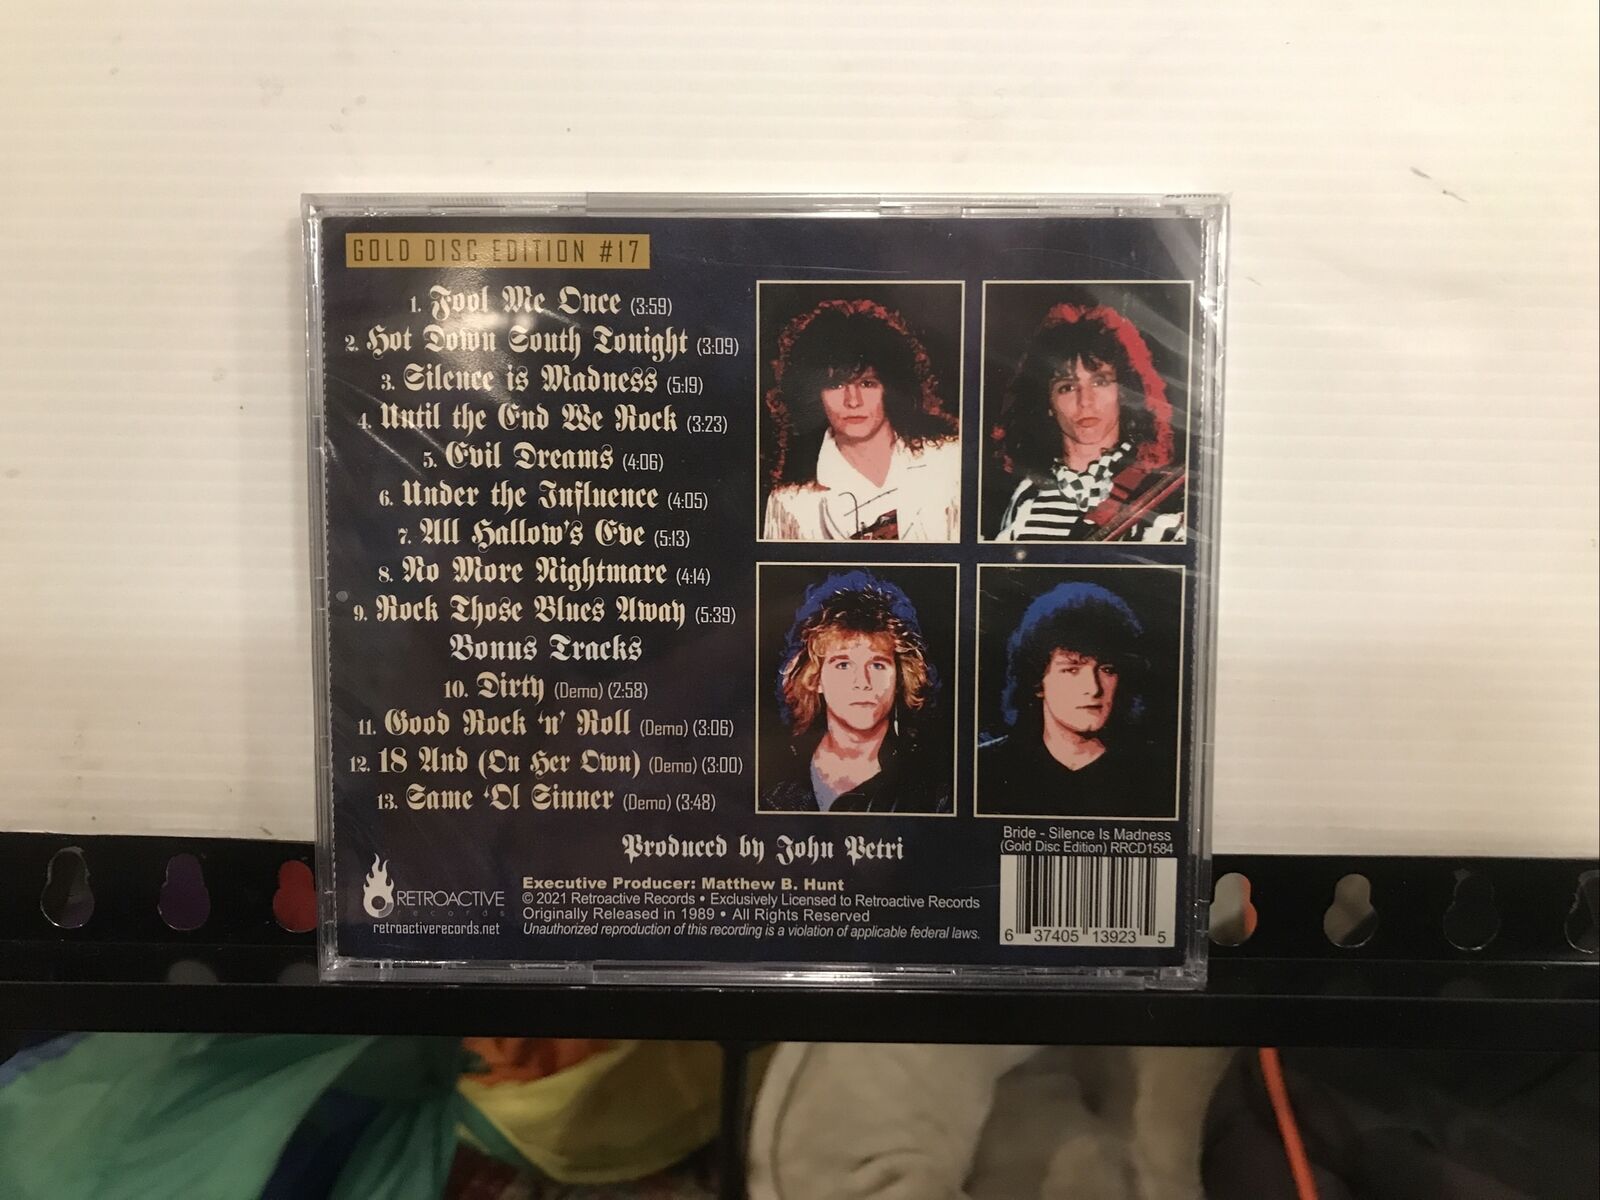 GOLD DISC EDITION #17
1. Fool Me Once (3:59)
2. Hot Down South Tonight (3:09)
3. Silence is Madness (5:19)
4. Until the End We Rock (3:23)
5. Evil Dreams (4:06)
6. Under the Influence (4:05)
7. All Hallow's Eve (5:13)
8. No More Nightmare (4:14)
9. Rock Those Blues Away (5:39)
Bonus Tracks
10. Dirty (Demo) (2:58)
11. Good Rock 'n' Roll (Demo) (3:06)
12. 18 And (On Her Own) (Demo) (3:00)
13. Same 'Ol Sinner (Demo) (3:48)
Produced by John Petri
RETROACTIVE
records
retroactiverecords.net
Executive Producer: Matthew B. Hunt
© 2021 Retroactive Records • Exclusively Licensed to Retroactive Records
Originally Released in 1989 • All Rights Reserved
Unauthorized reproduction of this recording is a violation of applicable federal laws.
Bride - Silence Is Madness
(Gold Disc Edition) RRCD1584
6 37405 13923 5